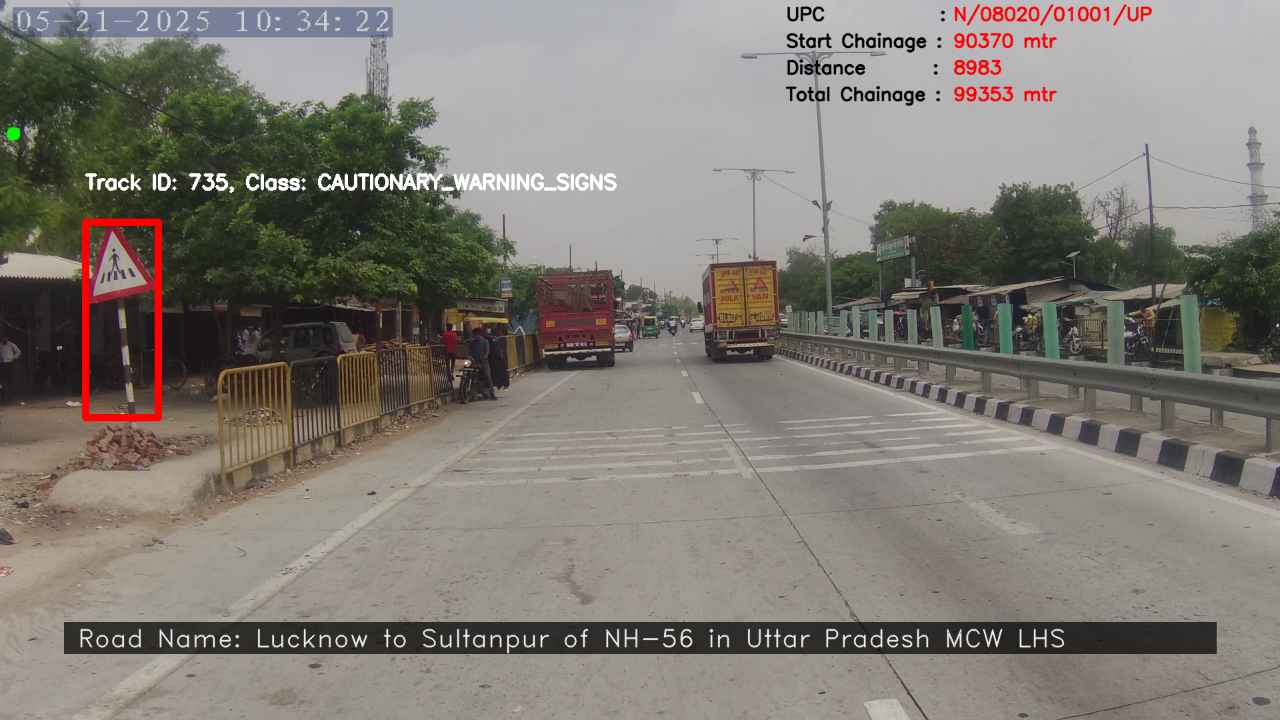 05-21-2025 10:34:22
UPC : N/08020/01001/UP
Start Chainage : 90370 mtr
Distance : 8983
Total Chainage : 99353 mtr
Track ID: 735, Class: CAUTIONARY_WARNING_SIGNS
Road Name: Lucknow to Sultanpur of NH-56 in Uttar Pradesh MCW LHS